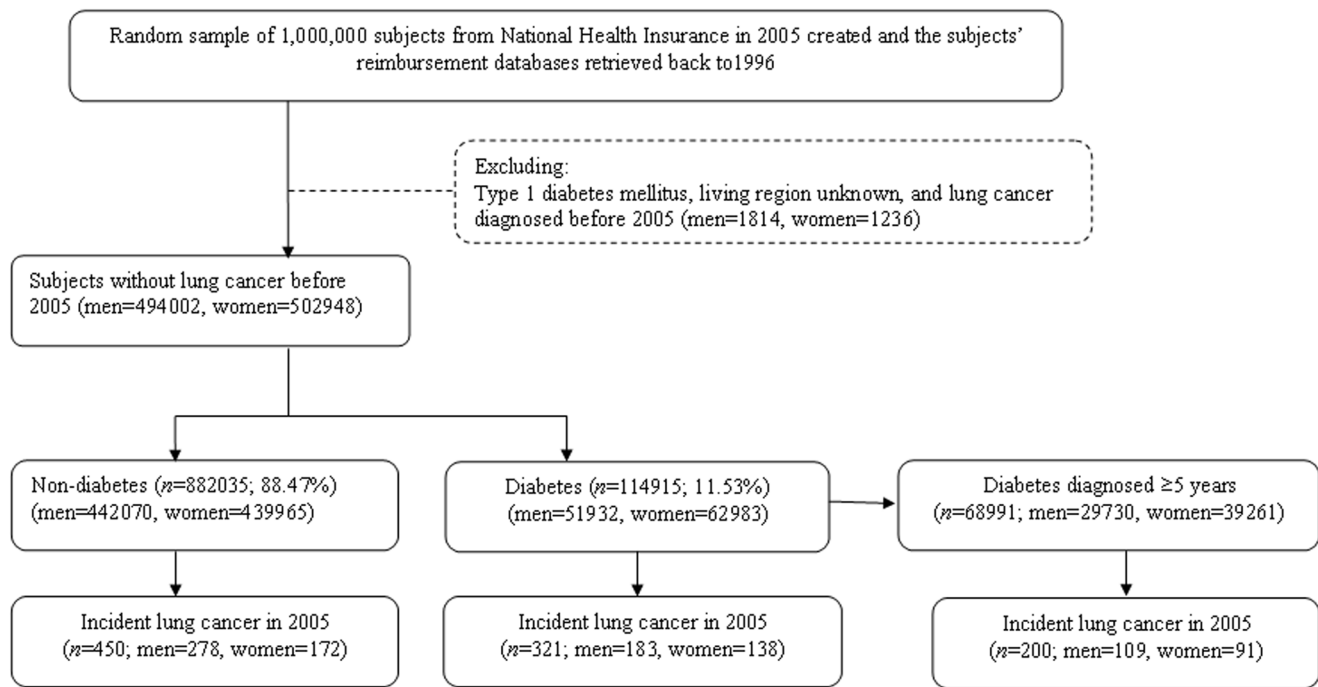 Random sample of 1,000,000 subjects from National Health Insurance in 2005 created and the subjects’
reimbursement databases retrieved back to1996
Excluding:
Type 1 diabetes mellitus, living region unknown, and lung cancer
diagnosed before 2005 (men=1814, women=1236)
Subjects without lung cancer before
2005 (men=494002, women=502948)
Non-diabetes (n=882035; 88.47%)
(men=442070, women=439965)
Diabetes (n=114915; 11.53%)
(men=51932, women=62983)
Diabetes diagnosed ≥5 years
(n=68991; men=29730, women=39261)
Incident lung cancer in 2005
(n=450; men=278, women=172)
Incident lung cancer in 2005
(n=321; men=183, women=138)
Incident lung cancer in 2005
(n=200; men=109, women=91)